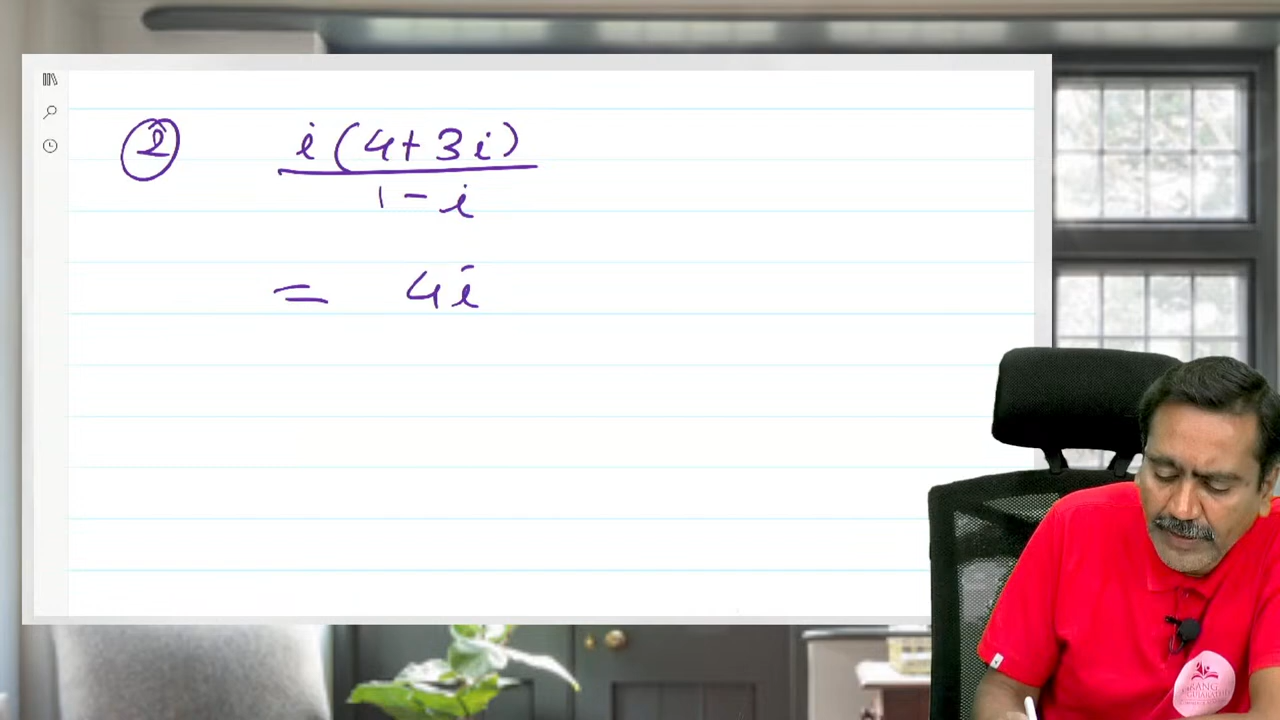 ② i(4+3i)
1-i
= 4i